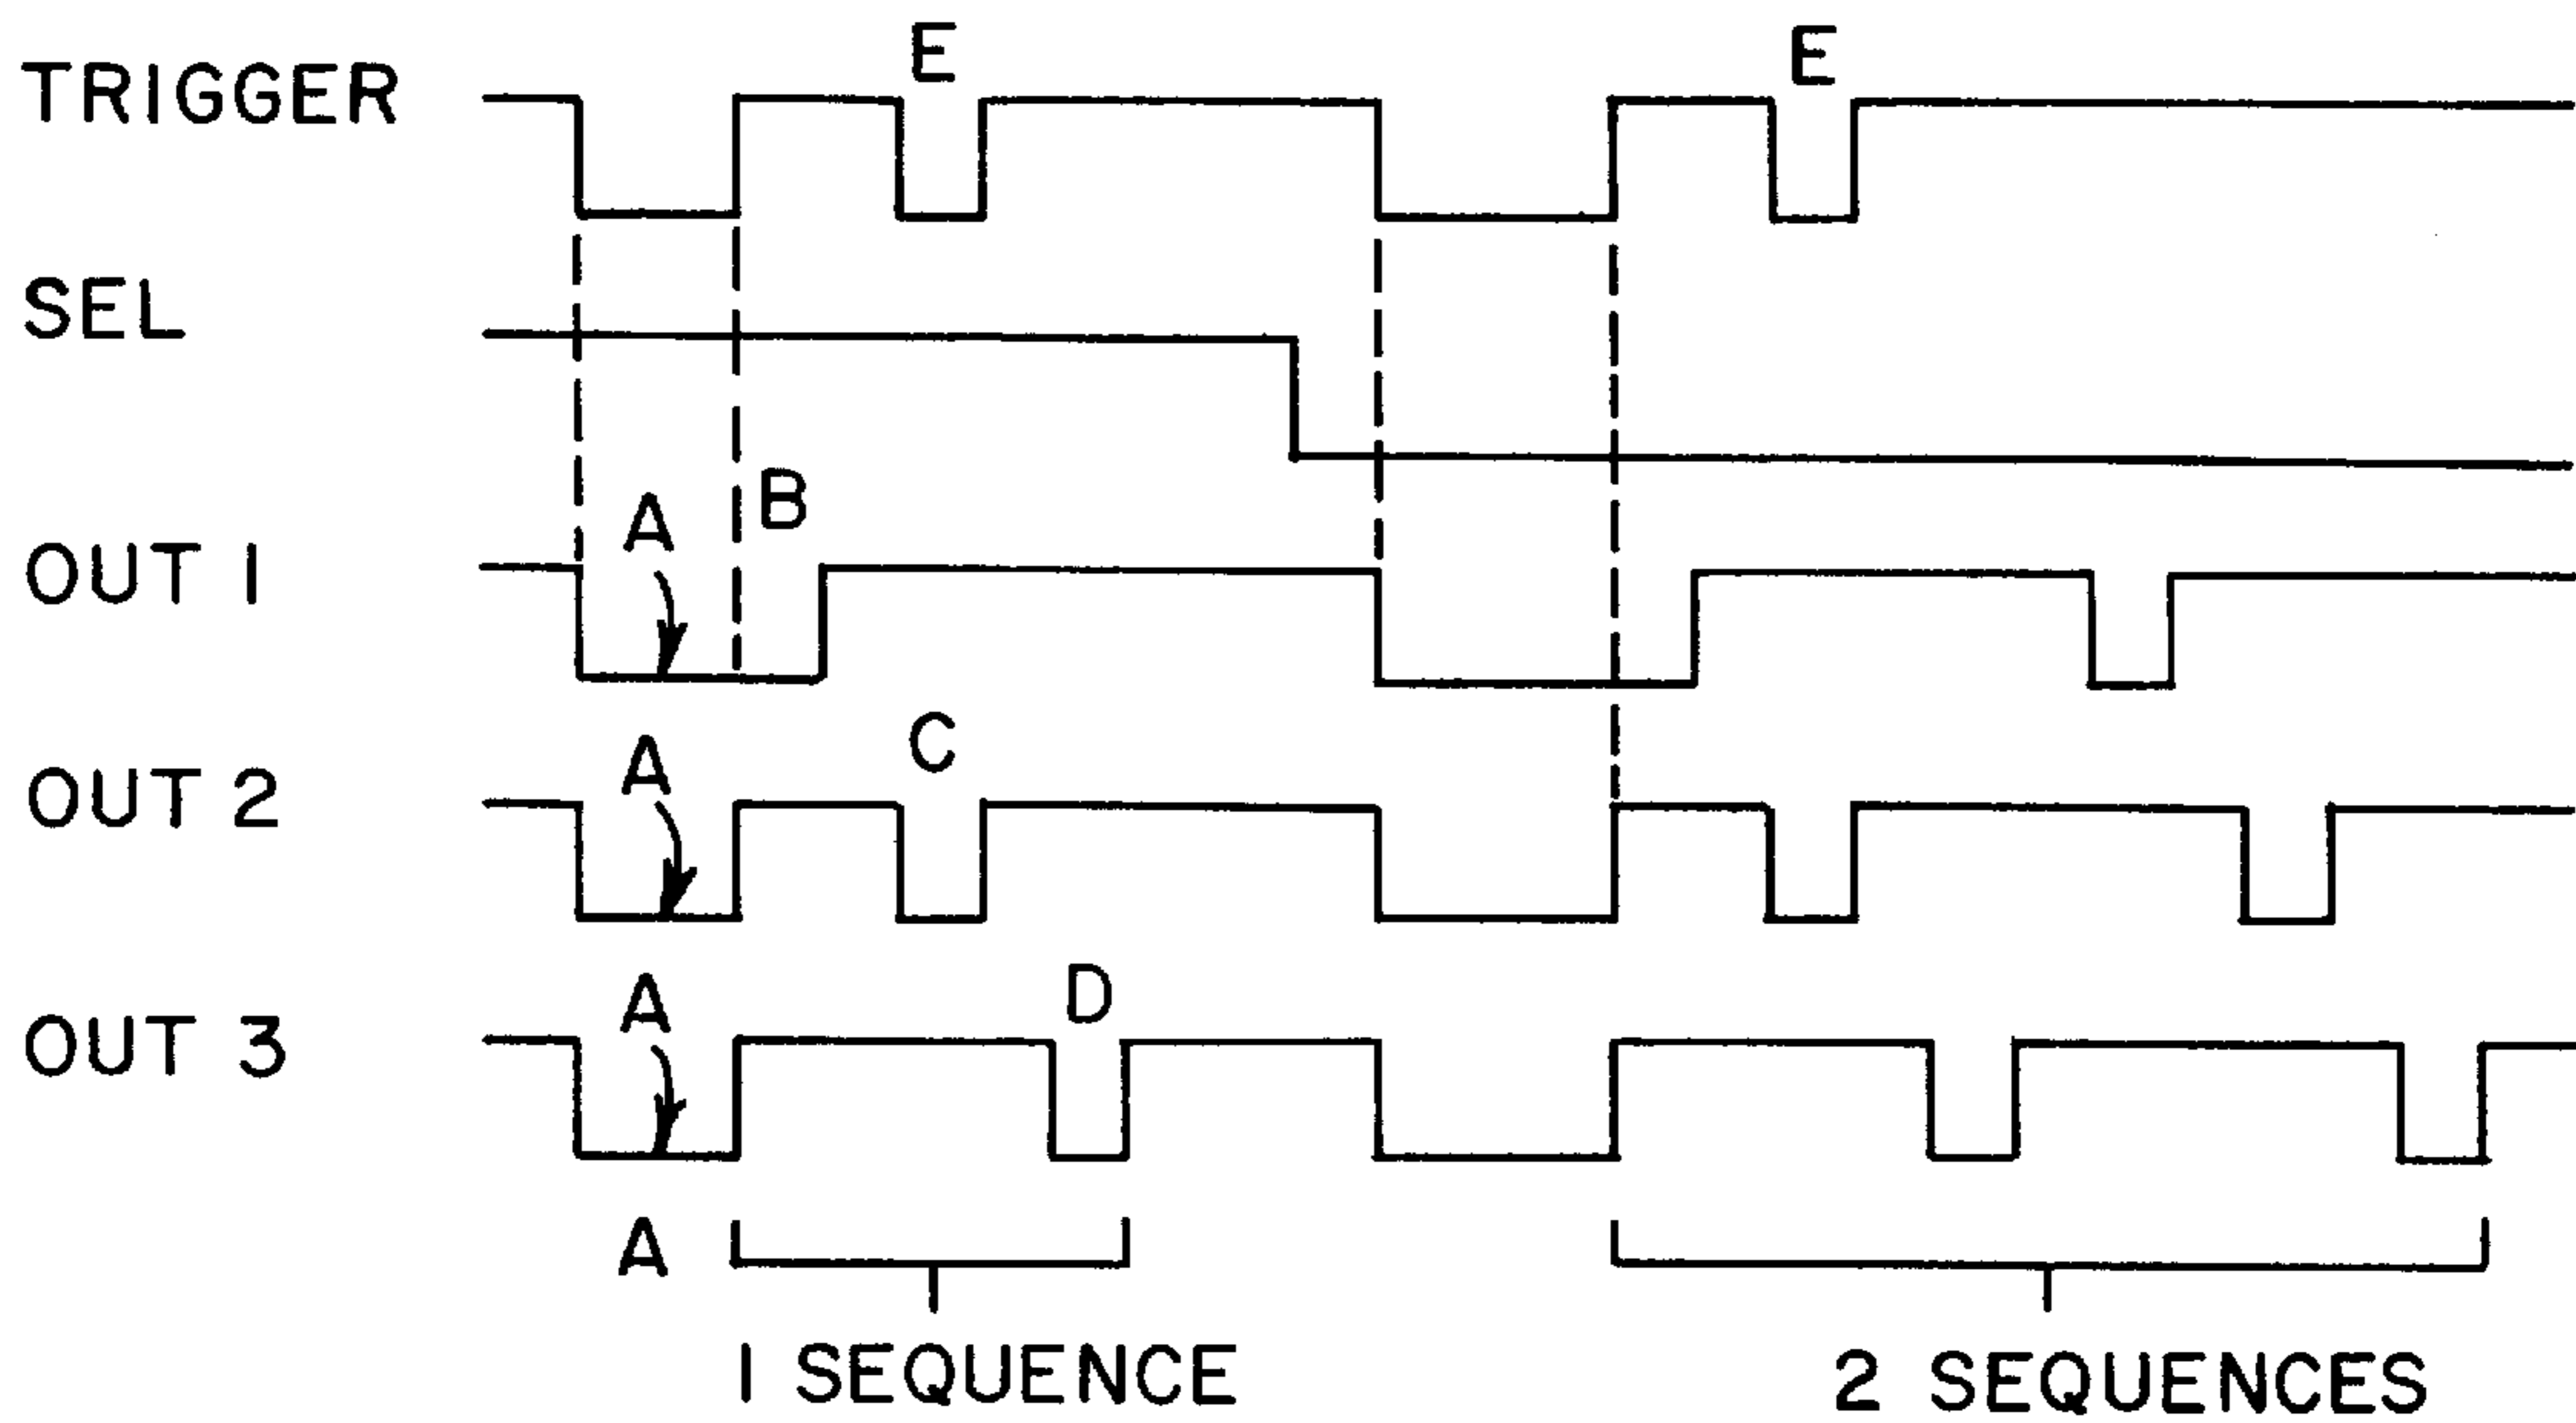 E E
TRIGGER
SEL
B
A
OUT 1
C
A
OUT 2
D
A
OUT 3
A
1 SEQUENCE 2 SEQUENCES